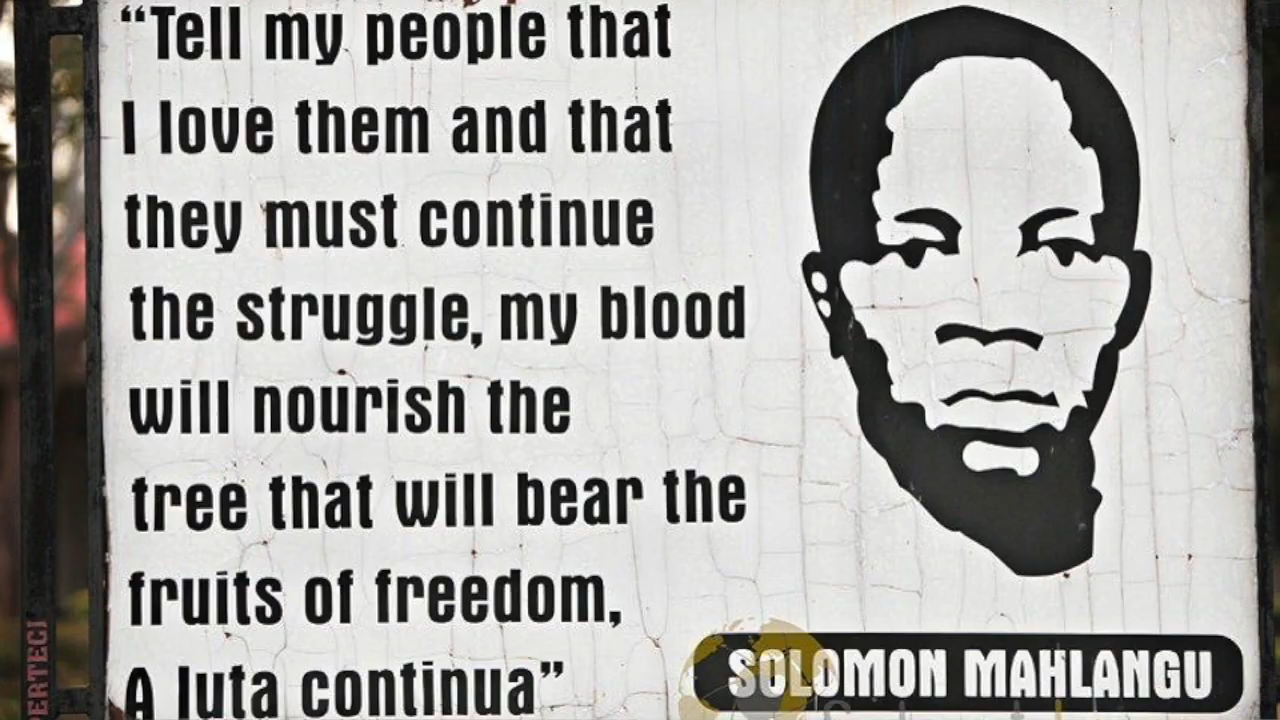 “Tell my people that
I love them and that
they must continue
the struggle, my blood
will nourish the
tree that will bear the
fruits of freedom,
A luta continua”
SOLOMON MAHLANGU